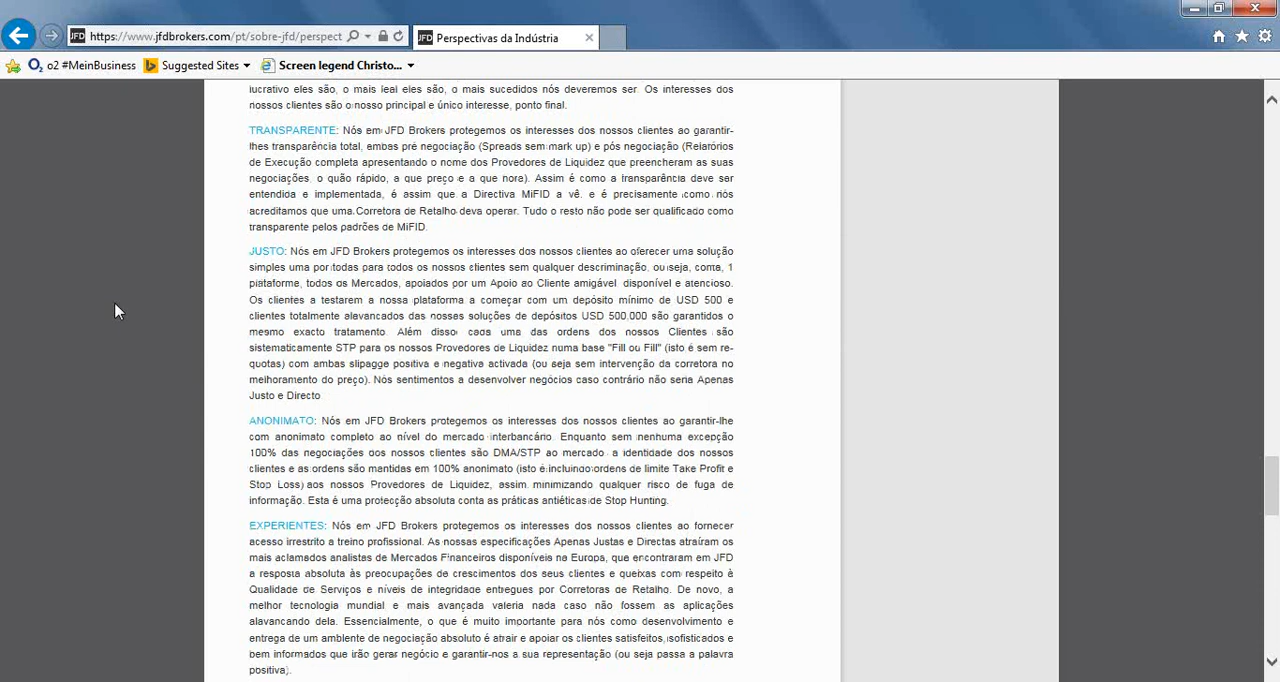 https://www.jfdbrokers.com/pt/sobre-jfd/perspect
Perspectivas da Indústria
o2 #MeinBusiness
Suggested Sites
Screen legend Christo...
lucrativo eles são, o mais leal eles são, o mais sucedidos nós deveremos ser. Os interesses dos
nossos clientes são o nosso principal e único interesse, ponto final.
TRANSPARENTE: Nós em JFD Brokers protegemos os interesses dos nossos clientes ao garantir-
lhes transparência total, embas pré negociação (Spreads sem mark up) e pós negociação (Relatórios
de Execução completa apresentando o nome dos Provedores de Liquidez que preencheram as suas
negociações, o quão rápido, a que preço e a que hora). Assim é como a transparência deve ser
entendida e implementada, é assim que a Directiva MiFID a vê, e é precisamente como nós
acreditamos que uma Corretora de Retalho deva operar. Tudo o resto não pode ser qualificado como
transparente pelos padrões de MiFID.
JUSTO: Nós em JFD Brokers protegemos os interesses dos nossos clientes ao oferecer uma solução
simples uma por todas para todos os nossos clientes sem qualquer descriminação, ou seja, conta, 1
plataforme, todos os Mercados, apoiados por um Apoio ao Cliente amigável disponível e atencioso.
Os clientes a testarem a nossa plataforma a começar com um depósito mínimo de USD 500 e
clientes totalmente alavancados das nossas soluções de depósitos USD 500.000 são garantidos o
mesmo exacto tratamento. Além disso cada uma das ordens dos nossos Clientes são
sistematicamente STP para os nossos Provedores de Liquidez numa base "Fill ou Fill" (isto é sem re-
quotas) com ambas slipagge positiva e negativa activada (ou seja sem intervenção da corretora no
melhoramento do preço). Nós sentimentos a desenvolver negócios caso contrário não seria Apenas
Justo e Directo
ANONIMATO: Nós em JFD Brokers protegemos os interesses dos nossos clientes ao garantir-lhe
com anonimato completo ao nível do mercado interbancário. Enquanto sem nenhuma excepção
100% das negociações dos nossos clientes são DMA/STP ao mercado a identidade dos nossos
clientes e as ordens são mantidas em 100% anonimato (isto é incluindo ordens de limite Take Profit e
Stop Loss) aos nossos Provedores de Liquidez, assim minimizando qualquer risco de fuga de
informação. Esta é uma protecção absoluta conta as práticas antiéticas de Stop Hunting.
EXPERIENTES: Nós em JFD Brokers protegemos os interesses dos nossos clientes ao fornecer
acesso irrestrito a treino profissional. As nossas especificações Apenas Justas e Directas atraíram os
mais aclamados analistas de Mercados Financeiros disponíveis na Europa, que encontraram em JFD
a resposta absoluta às preocupações de crescimentos dos seus clientes e queixas com respeito à
Qualidade de Serviços e níveis de integridade entregues por Corretoras de Retalho. De novo, a
melhor tecnologia mundial e mais avançada valeria nada caso não fossem as aplicações
alavancando dela. Essencialmente, o que é muito importante para nós como desenvolvimento e
entrega de um ambiente de negociação absoluto é atrair e apoiar os clientes satisfeitos, sofisticados e
bem informados que irão gerar negócio e garantir-nos a sua representação (ou seja passa a palavra
positiva).